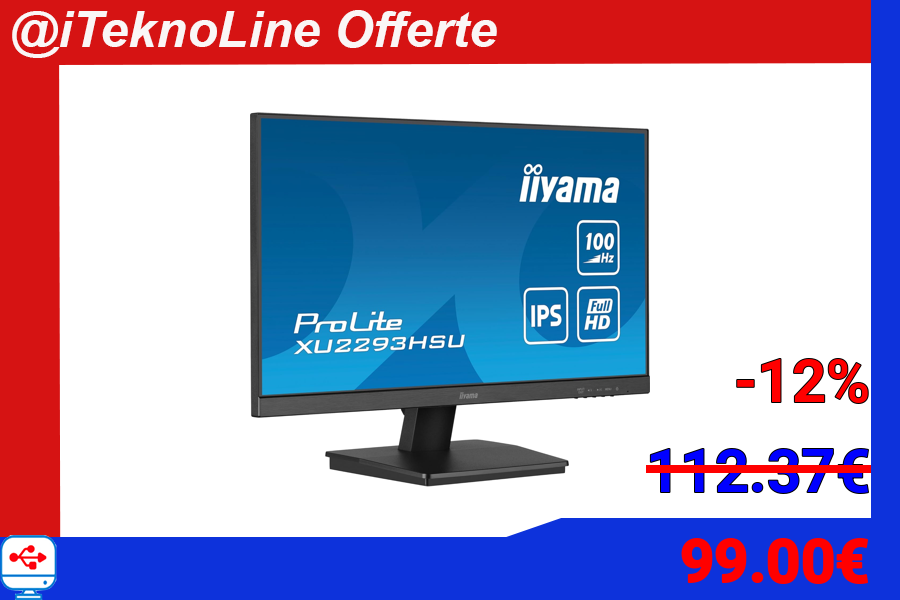 @iTeknoLine Offerte
iiyama
100
Hz
IPS
Full
HD
ProLite
XU2293HSU
iiyama
-12%
112.37€
99.00€